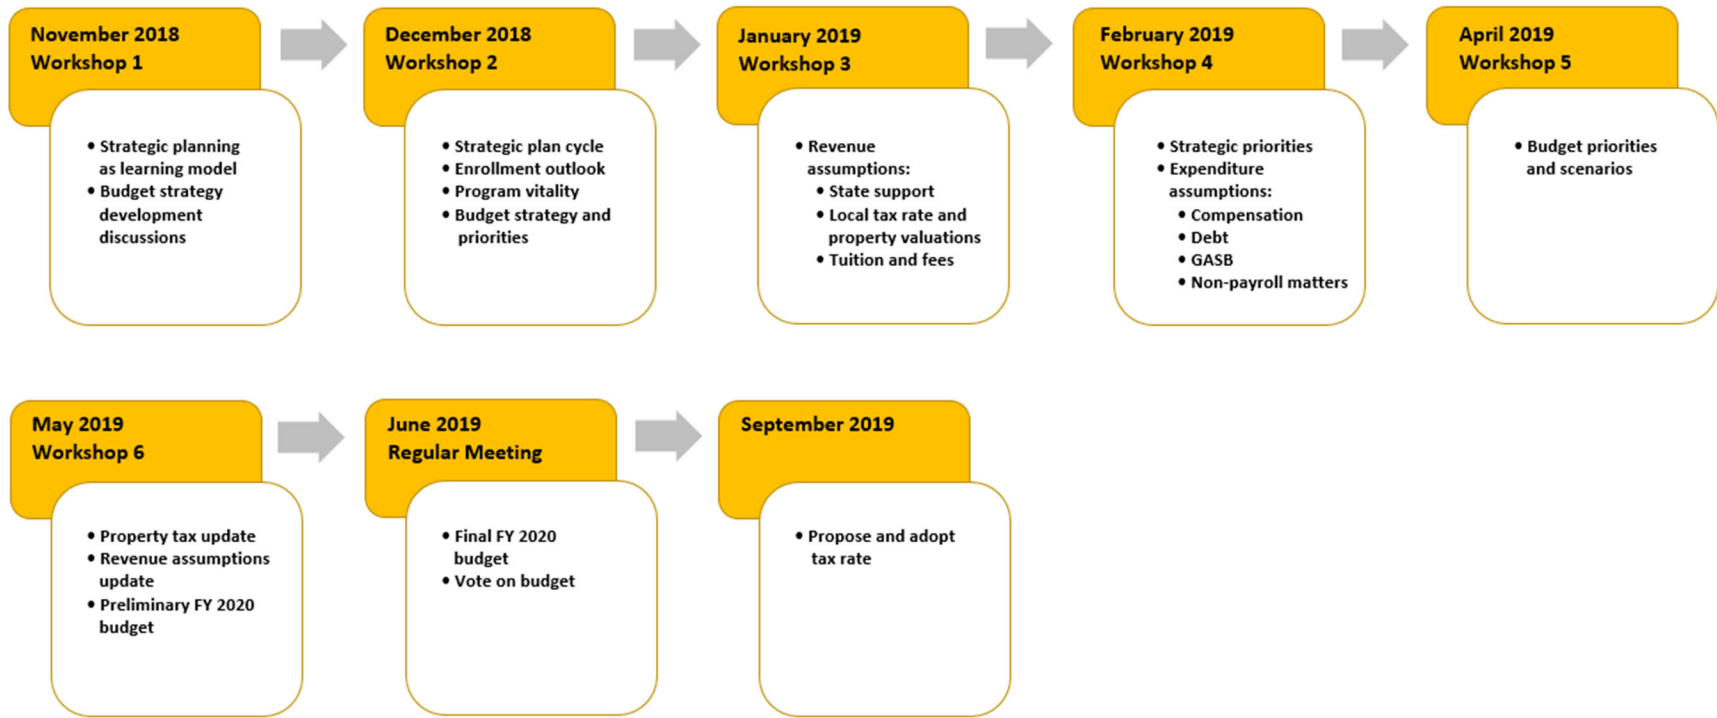 November 2018
Workshop 1
• Strategic planning
as learning model
• Budget strategy
development
discussions
December 2018
Workshop 2
• Strategic plan cycle
• Enrollment outlook
• Program vitality
• Budget strategy and
priorities
January 2019
Workshop 3
• Revenue
assumptions:
• State support
• Local tax rate and
property valuations
• Tuition and fees
February 2019
Workshop 4
• Strategic priorities
• Expenditure
assumptions:
• Compensation
• Debt
• GASB
• Non-payroll matters
April 2019
Workshop 5
• Budget priorities
and scenarios
May 2019
Workshop 6
• Property tax update
• Revenue assumptions
update
• Preliminary FY 2020
budget
June 2019
Regular Meeting
• Final FY 2020
budget
• Vote on budget
September 2019
• Propose and adopt
tax rate